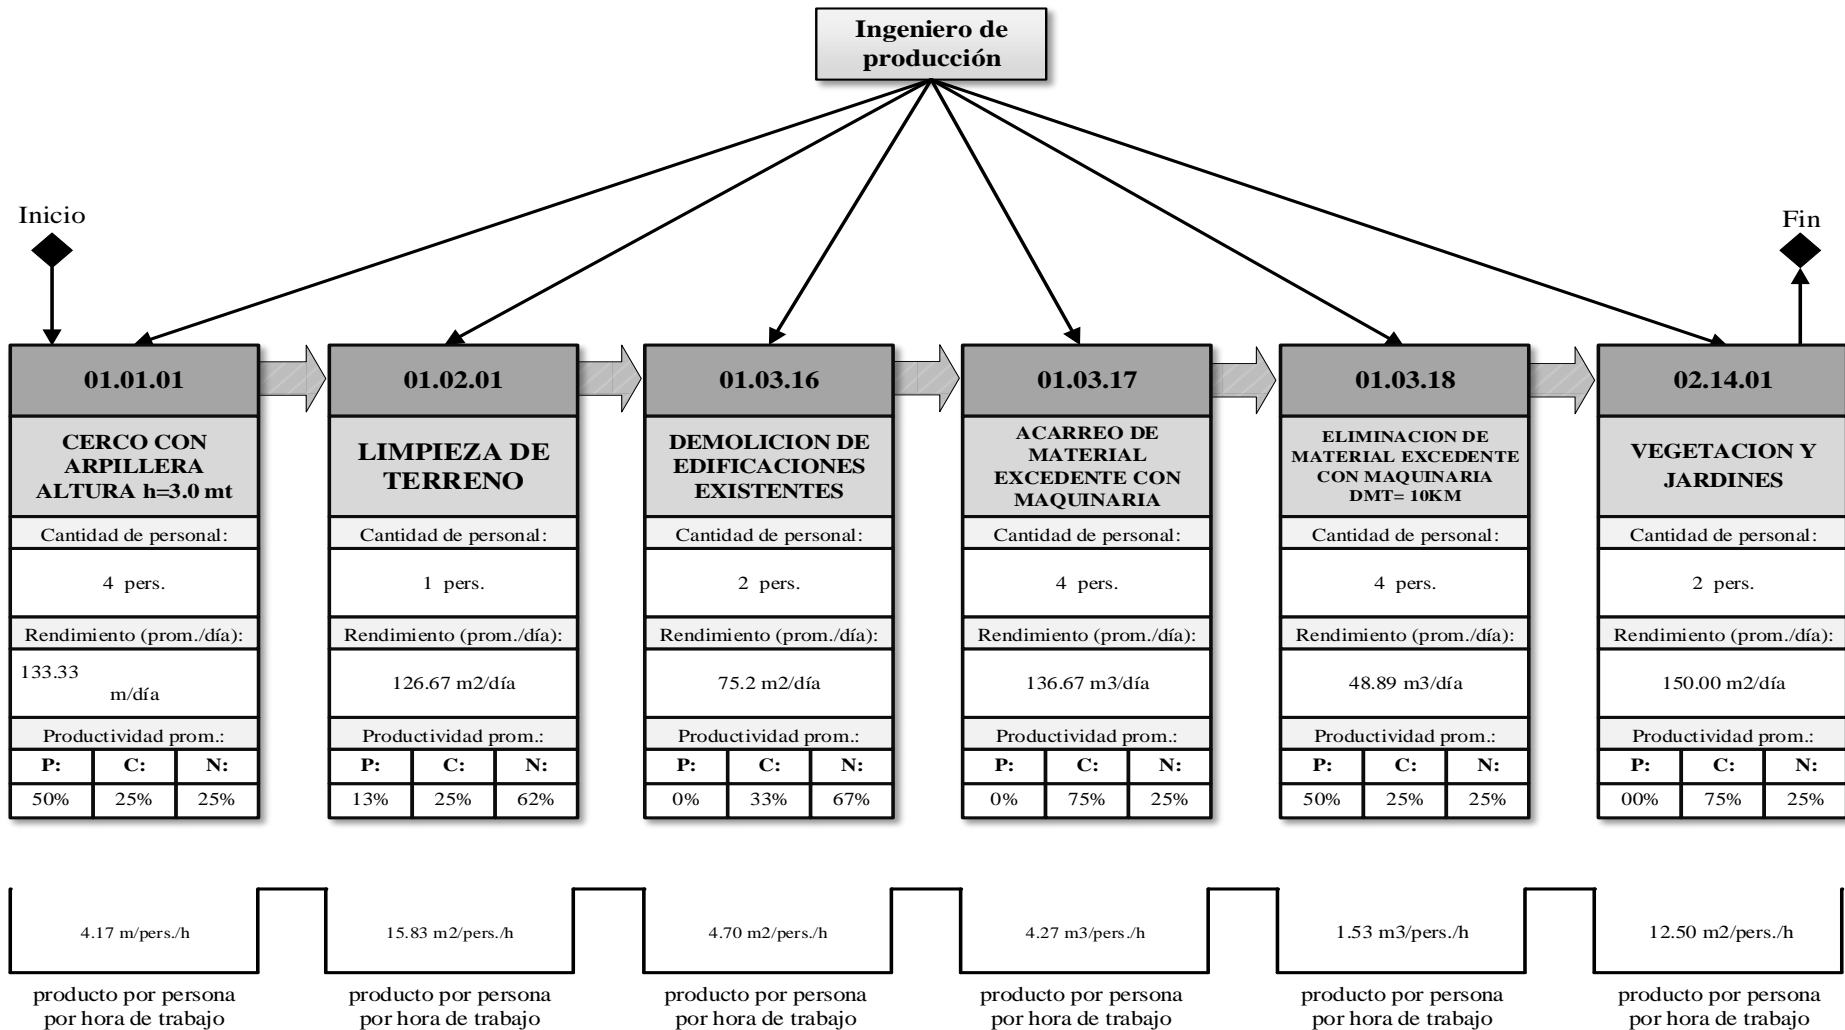 Ingeniero de
producción
Inicio
Fin
01.01.01
CERCO CON
ARPILLERA
ALTURA h=3.0 mt
Cantidad de personal:
4 pers.
Rendimiento (prom./día):
133.33
m/día
Productividad prom.:
P: C: N:
50% 25% 25%
01.02.01
LIMPIEZA DE
TERRENO
Cantidad de personal:
1 pers.
Rendimiento (prom./día):
126.67 m2/día
Productividad prom.:
P: C: N:
13% 25% 62%
01.03.16
DEMOLICION DE
EDIFICACIONES
EXISTENTES
Cantidad de personal:
2 pers.
Rendimiento (prom./día):
75.2 m2/día
Productividad prom.:
P: C: N:
0% 33% 67%
01.03.17
ACARREO DE
MATERIAL
EXCEDENTE CON
MAQUINARIA
Cantidad de personal:
4 pers.
Rendimiento (prom./día):
136.67 m3/día
Productividad prom.:
P: C: N:
0% 75% 25%
01.03.18
ELIMINACION DE
MATERIAL EXCEDENTE
CON MAQUINARIA
DMT= 10KM
Cantidad de personal:
4 pers.
Rendimiento (prom./día):
48.89 m3/día
Productividad prom.:
P: C: N:
50% 25% 25%
02.14.01
VEGETACION Y
JARDINES
Cantidad de personal:
2 pers.
Rendimiento (prom./día):
150.00 m2/día
Productividad prom.:
P: C: N:
00% 75% 25%
4.17 m/pers./h
producto por persona
por hora de trabajo
15.83 m2/pers./h
producto por persona
por hora de trabajo
4.70 m2/pers./h
producto por persona
por hora de trabajo
4.27 m3/pers./h
producto por persona
por hora de trabajo
1.53 m3/pers./h
producto por persona
por hora de trabajo
12.50 m2/pers./h
producto por persona
por hora de trabajo